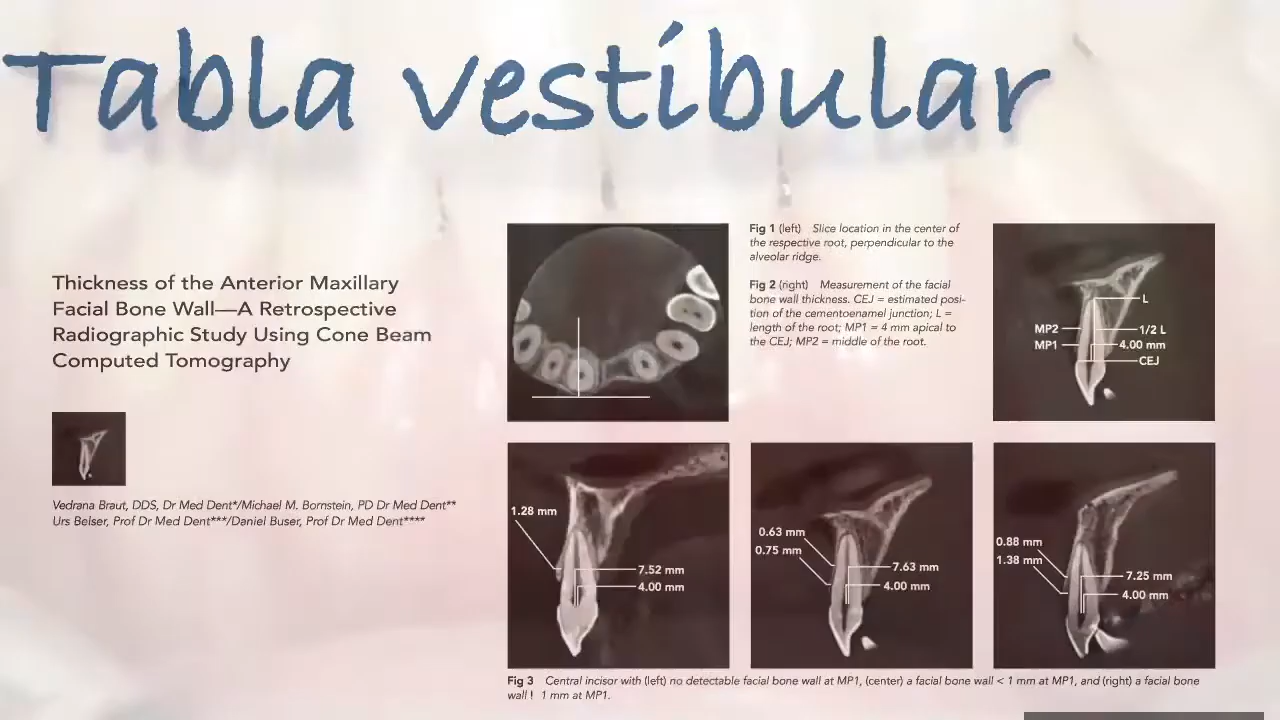 Tabla vestibular
Thickness of the Anterior Maxillary
Facial Bone Wall—A Retrospective
Radiographic Study Using Cone Beam
Computed Tomography
Vedrana Braut, DDS, Dr Med Dent*/Michael M. Bornstein, PD Dr Med Dent**
Urs Belser, Prof Dr Med Dent***/Daniel Buser, Prof Dr Med Dent****
Fig 1 (left) Slice location in the center of
the respective root, perpendicular to the
alveolar ridge.
Fig 2 (right) Measurement of the facial
bone wall thickness. CEJ = estimated posi-
tion of the cementoenamel junction; L =
length of the root; MP1 = 4 mm apical to
the CEJ; MP2 = middle of the root.
L
MP2
1/2 L
MP1
4.00 mm
CEJ
1.28 mm
7.52 mm
4.00 mm
0.63 mm
0.75 mm
7.63 mm
4.00 mm
0.88 mm
1.38 mm
7.25 mm
4.00 mm
Fig 3 Central incisor with (left) no detectable facial bone wall at MP1, (center) a facial bone wall < 1 mm at MP1, and (right) a facial bone
wall ! 1 mm at MP1.